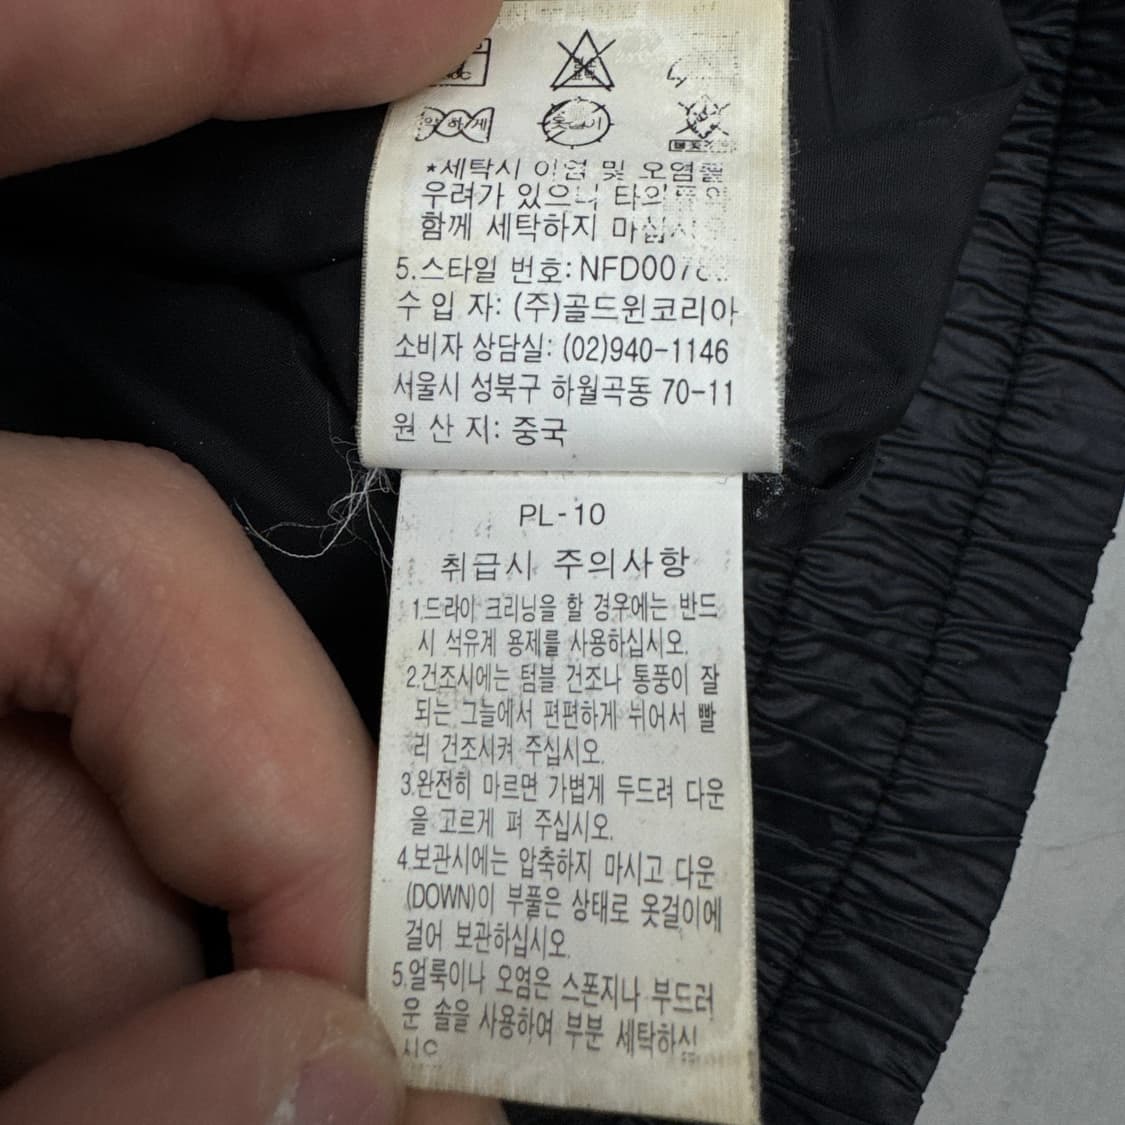 약하게
*세탁시 이염 및 오염될
우려가 있으니 타의류와
함께 세탁하지 마십시
5.스타일 번호:
수 입 자: (주)골드윈코리아
소비자 상담실: (02)940-1146
서울시 성북구 하월곡동 70-11
원 산 지: 중국
PL-10
취급시 주의사항
1.드라이 크리닝을 할 경우에는 반드
시 석유계 용제를 사용하십시오.
2.건조시에는 텀블 건조나 통풍이 잘
되는 그늘에서 편편하게 뉘어서 빨
리 건조시켜 주십시오.
3.완전히 마르면 가볍게 두드려 다운
을 고르게 펴 주십시오.
4.보관시에는 압축하지 마시고 다운
(DOWN)이 부풀은 상태로 옷걸이에
걸어 보관하십시오.
5.얼룩이나 오염은 스폰지나 부드러
운 솔을 사용하여 부분 세탁하십
시오